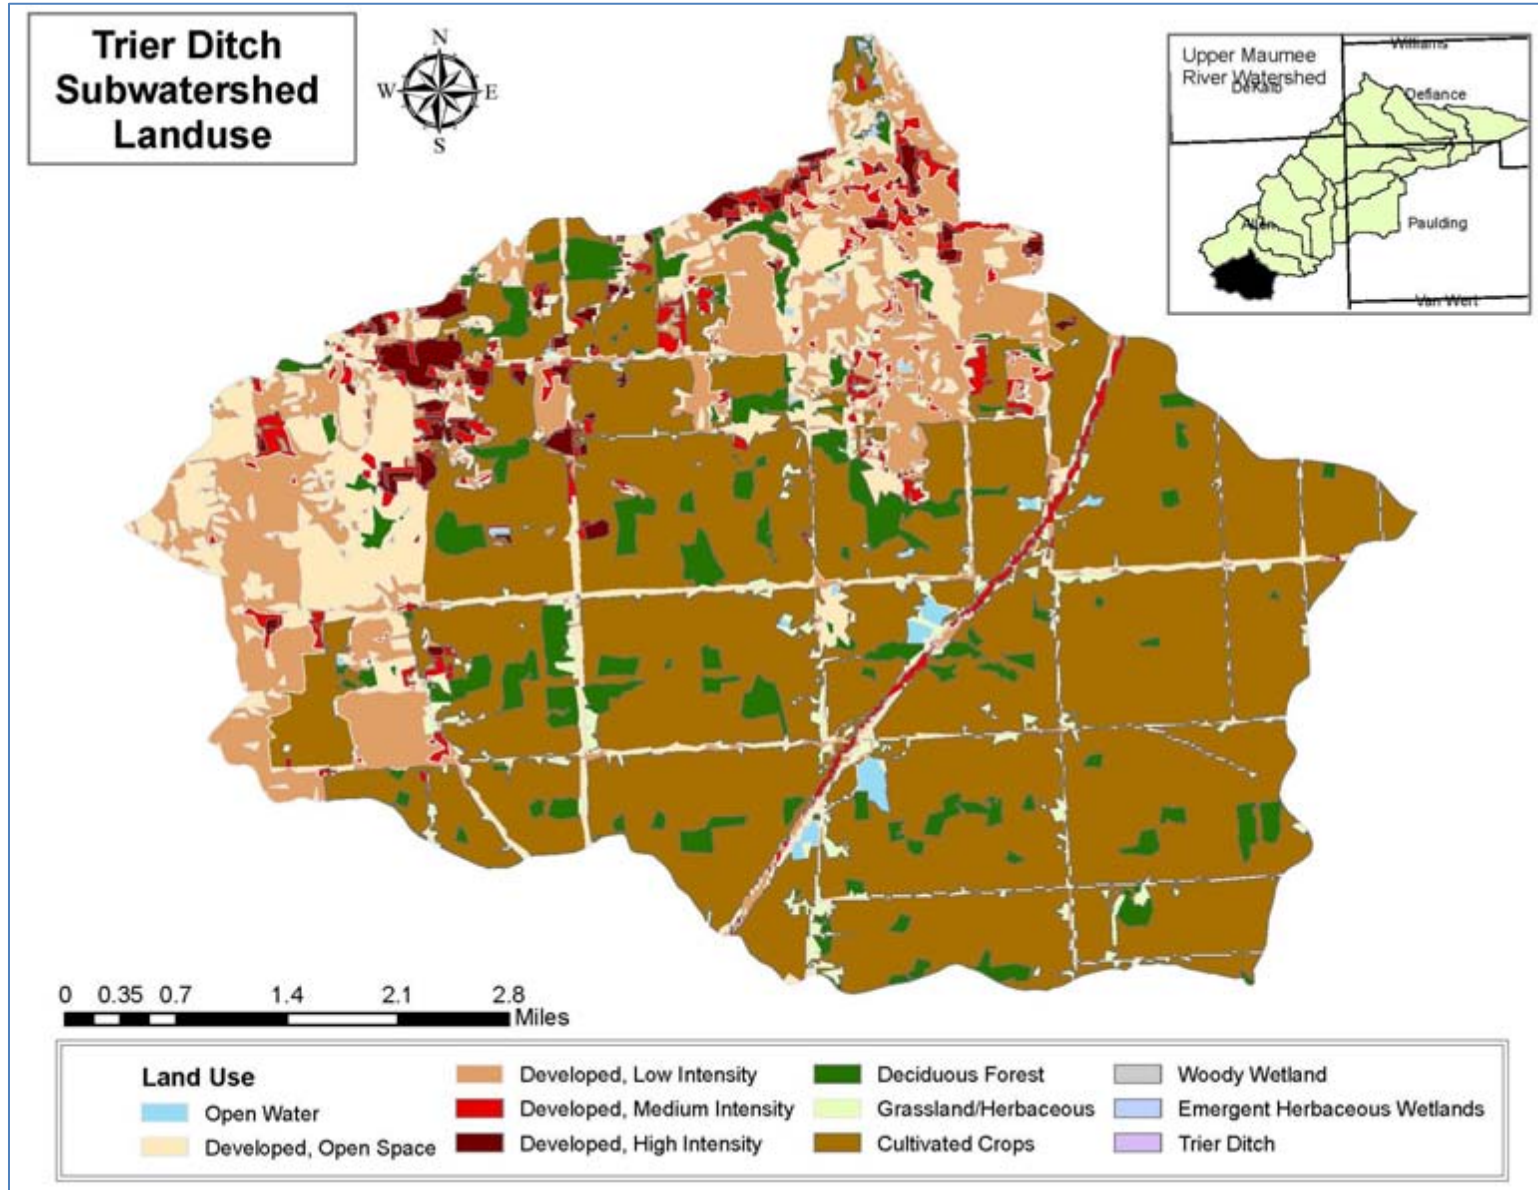 Trier Ditch
Subwatershed
Landuse
N
W
E
S
Upper Maumee
River Watershed
Williams
DeKalb
Defiance
Allen
Paulding
Van Wert
0 0.35 0.7 1.4 2.1 2.8
Miles
Land Use
Open Water
Developed, Open Space
Developed, Low Intensity
Developed, Medium Intensity
Developed, High Intensity
Deciduous Forest
Grassland/Herbaceous
Cultivated Crops
Woody Wetland
Emergent Herbaceous Wetlands
Trier Ditch